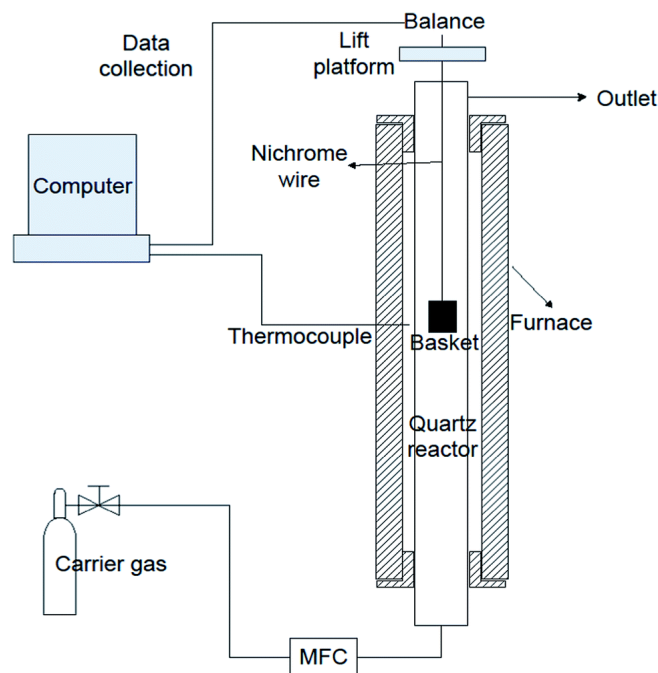 Balance
Data
collection
Lift
platform
Outlet
Nichrome
wire
Computer
Thermocouple
Basket
Furnace
Quartz
reactor
Carrier gas
MFC